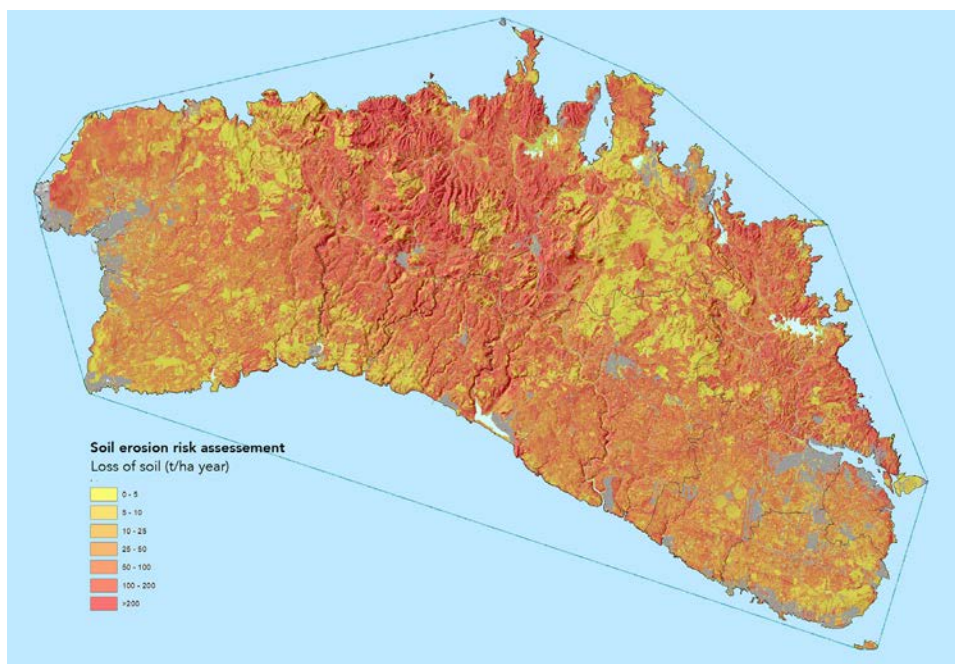 Soil erosion risk assessement
Loss of soil (t/ha year)
0 - 5
5 - 10
10 - 25
25 - 50
50 - 100
100 - 200
>200